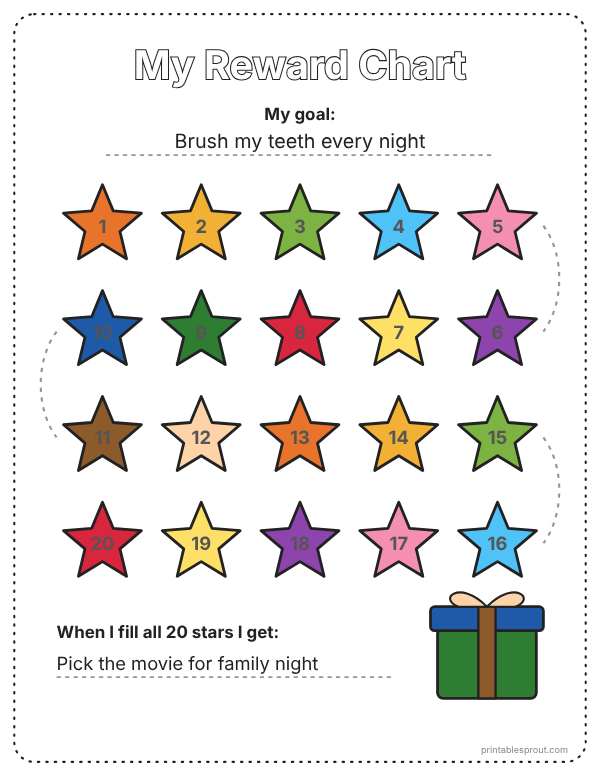 My Reward Chart
My goal:
Brush my teeth every night
1 2 3 4 5
10 9 8 7 6
11 12 13 14 15
20 19 18 17 16
When I fill all 20 stars I get:
Pick the movie for family night
printablesprout.com